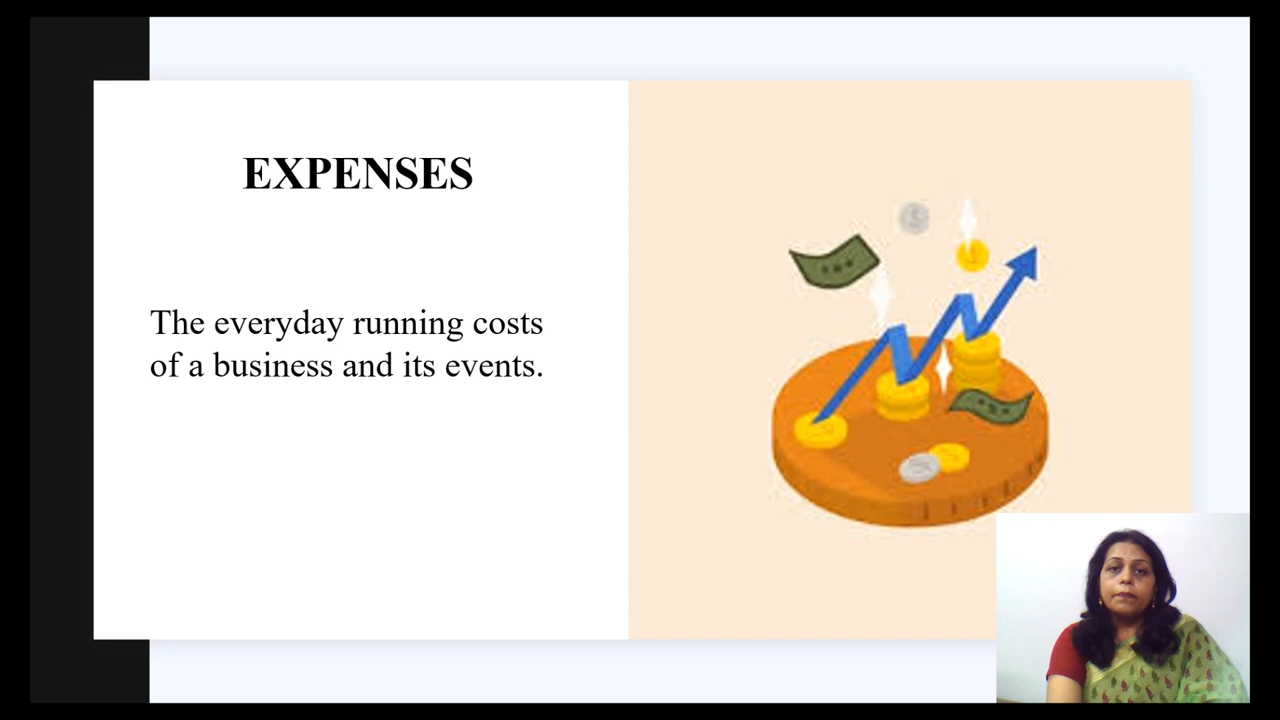 EXPENSES
The everyday running costs
of a business and its events.